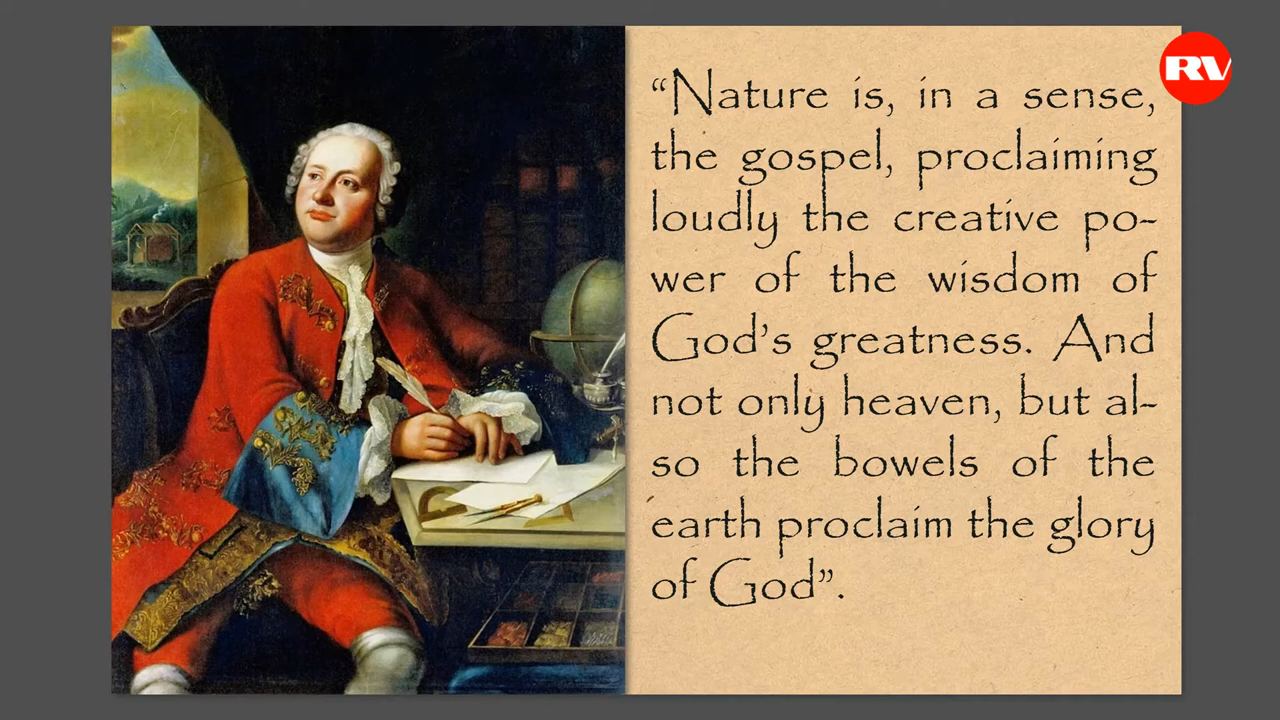 RV
“Nature is, in a sense,
the gospel, proclaiming
loudly the creative po-
wer of the wisdom of
God’s greatness. And
not only heaven, but al-
so the bowels of the
earth proclaim the glory
of God”.